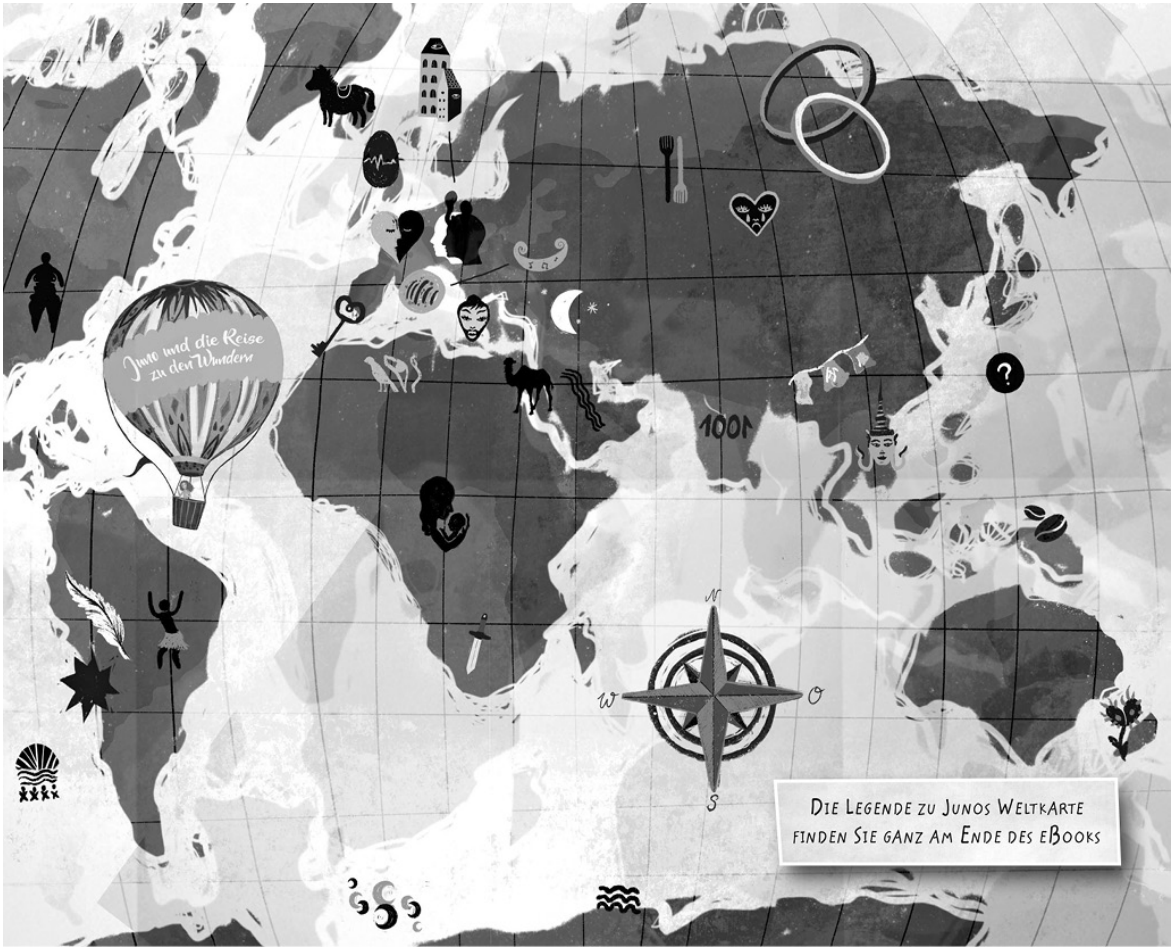 Juno und die Reise
zu den Wundern
?
1001
N
W
O
S
DIE LEGENDE ZU JUNOS WELTKARTE
FINDEN SIE GANZ AM ENDE DES EBOOKS